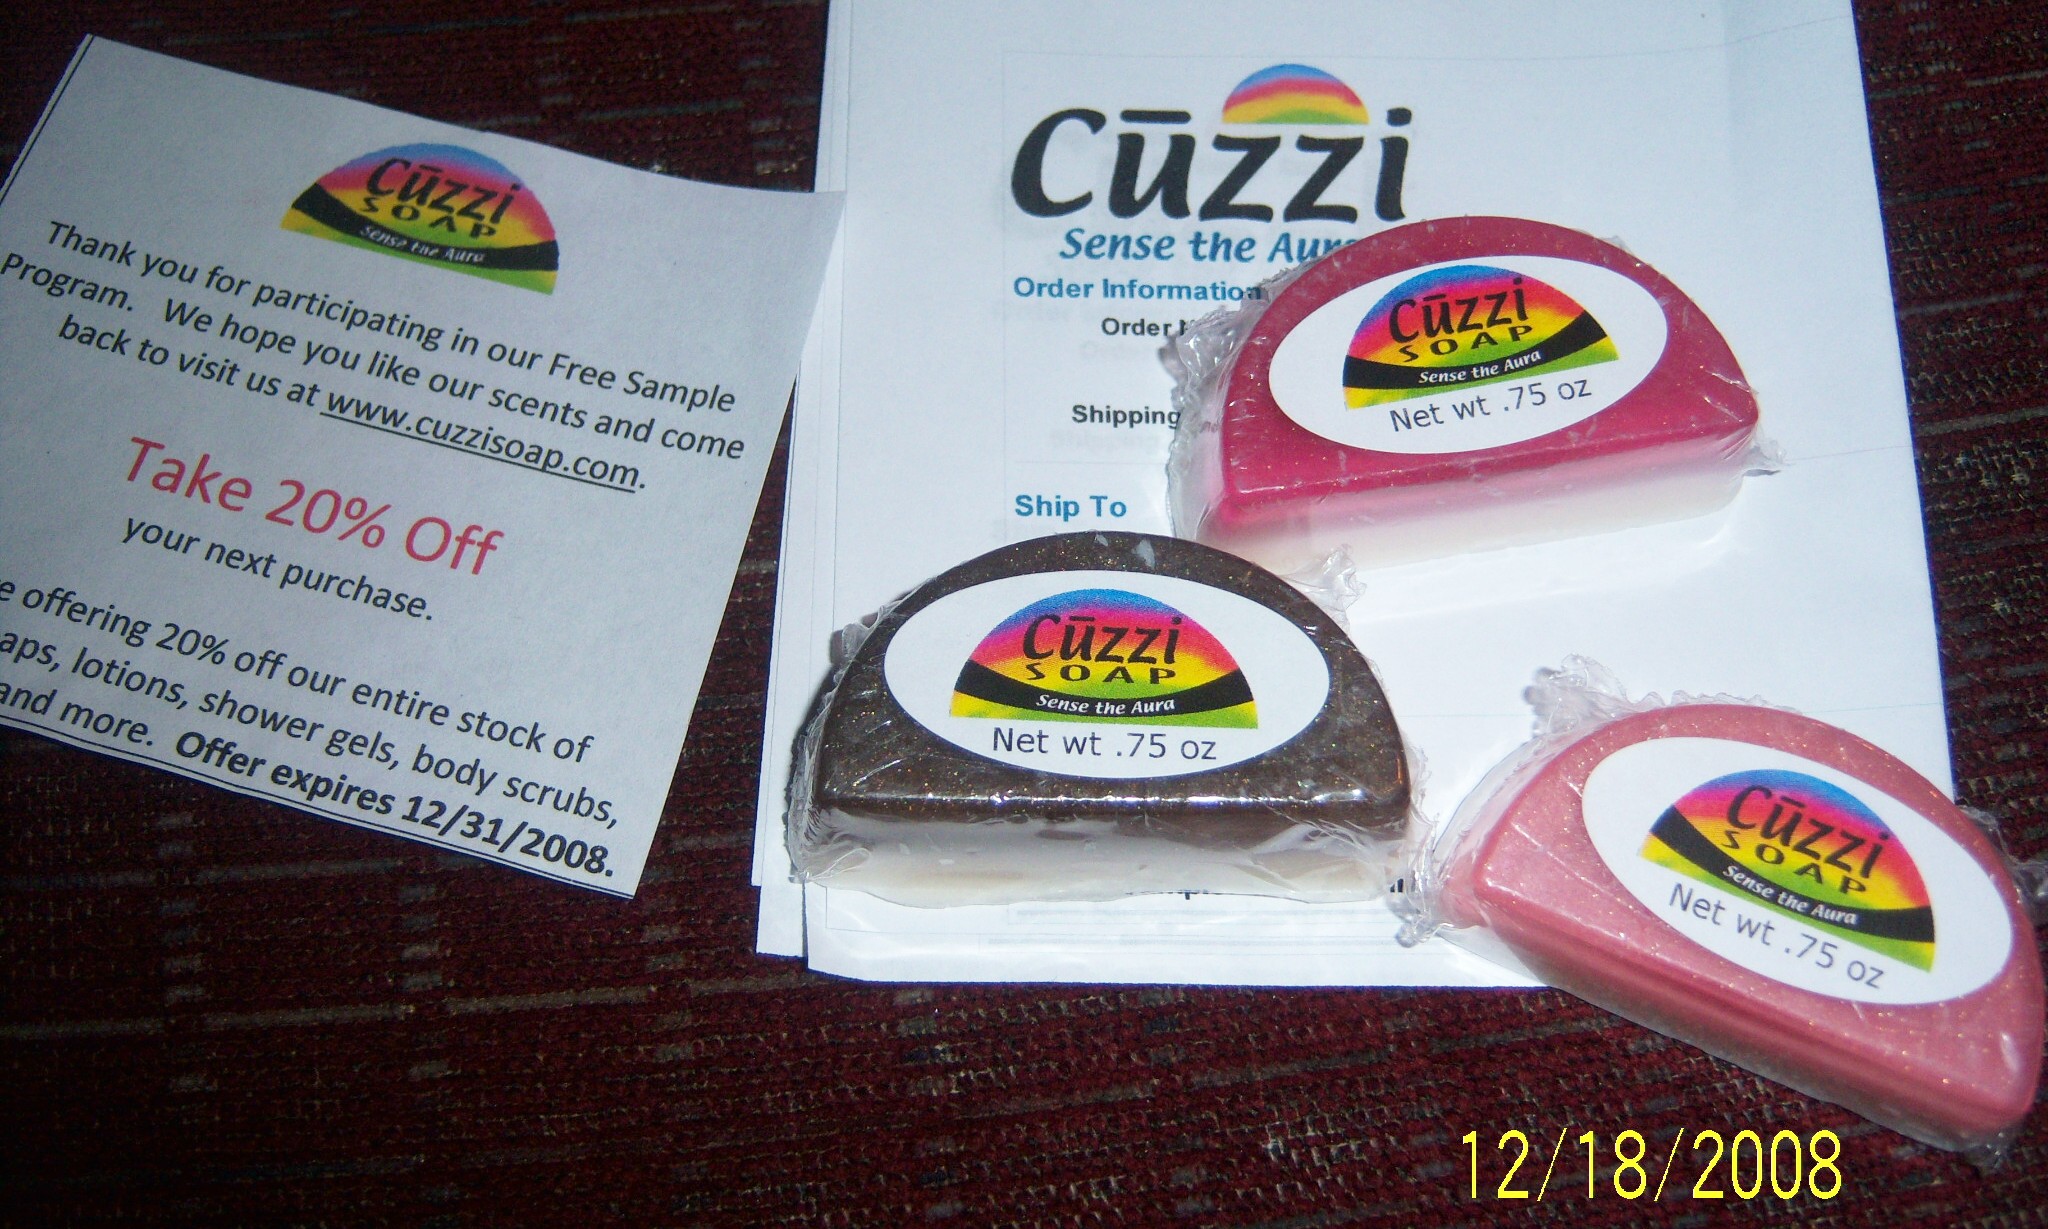 Cūzzi
SOAP
Sense the Aura
Thank you for participating in our Free Sample
Program. We hope you like our scents and come
back to visit us at www.cuzzisoap.com.
Take 20% Off
your next purchase.
offering 20% off our entire stock of
lotions, shower gels, body scrubs,
and more. Offer expires 12/31/2008.
Cūzzi
Sense the Aura
Order Information
Order
Shipping
Ship To
Cūzzi
SOAP
Sense the Aura
Net wt .75 oz
Cūzzi
SOAP
Sense the Aura
Net wt .75 oz
Cūzzi
SOAP
Sense the Aura
Net wt .75 oz
12/18/2008